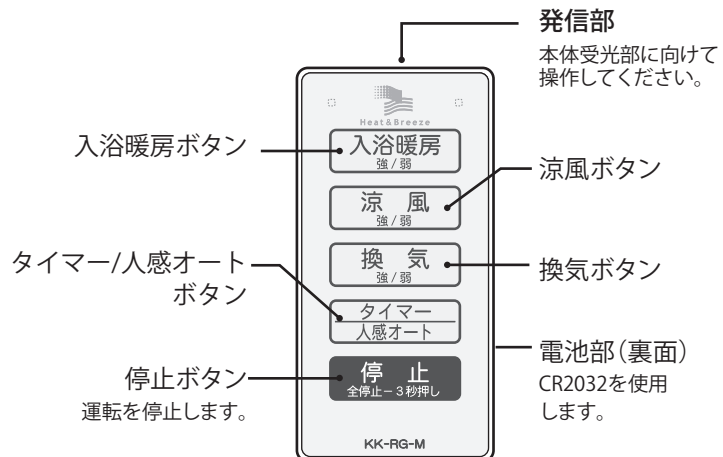 発信部
本体受光部に向けて
操作してください。
Heat&Breeze
入浴暖房ボタン
入浴暖房
強/弱
涼風ボタン
涼 風
強/弱
換気ボタン
換 気
強/弱
タイマー/人感オート
ボタン
タイマー
人感オート
電池部(裏面)
CR2032を使用
します。
停止ボタン
運転を停止します。
停 止
全停止-3秒押し
KK-RG-M